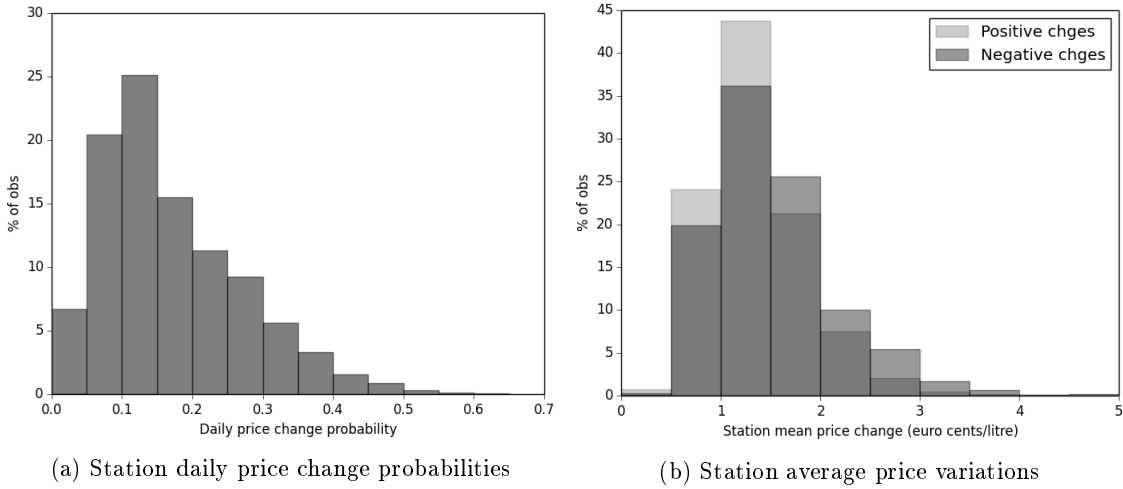 30
25
20
15
10
5
0
% of obs
0.0 0.1 0.2 0.3 0.4 0.5 0.6 0.7
Daily price change probability
(a) Station daily price change probabilities
45
40
35
30
25
20
15
10
5
0
% of obs
Positive chges
Negative chges
0 1 2 3 4 5
Station mean price change (euro cents/litre)
(b) Station average price variations